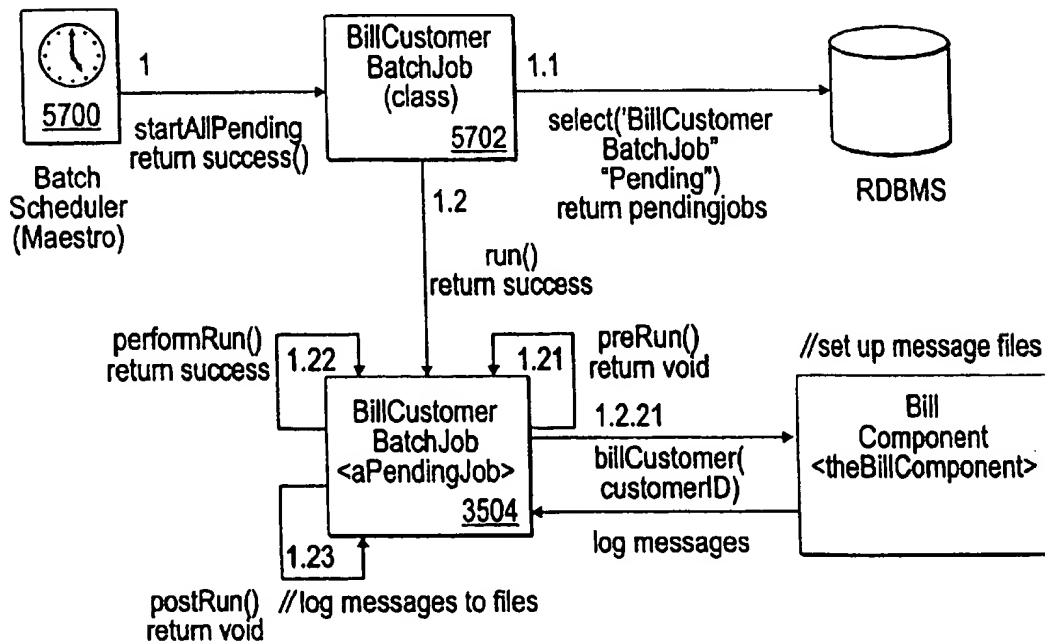 5700
Batch
Scheduler
(Maestro)
1
startAllPending
return success()
BillCustomer
BatchJob
(class)
5702
1.1
select('BillCustomer
BatchJob"
"Pending")
return pendingjobs
RDBMS
1.2
run()
return success
performRun()
return success
1.22
1.21
preRun()
return void
//set up message files
BillCustomer
BatchJob
<aPendingJob>
3504
1.2.21
billCustomer(
customerID)
log messages
Bill
Component
<theBillComponent>
1.23
postRun() //log messages to files
return void